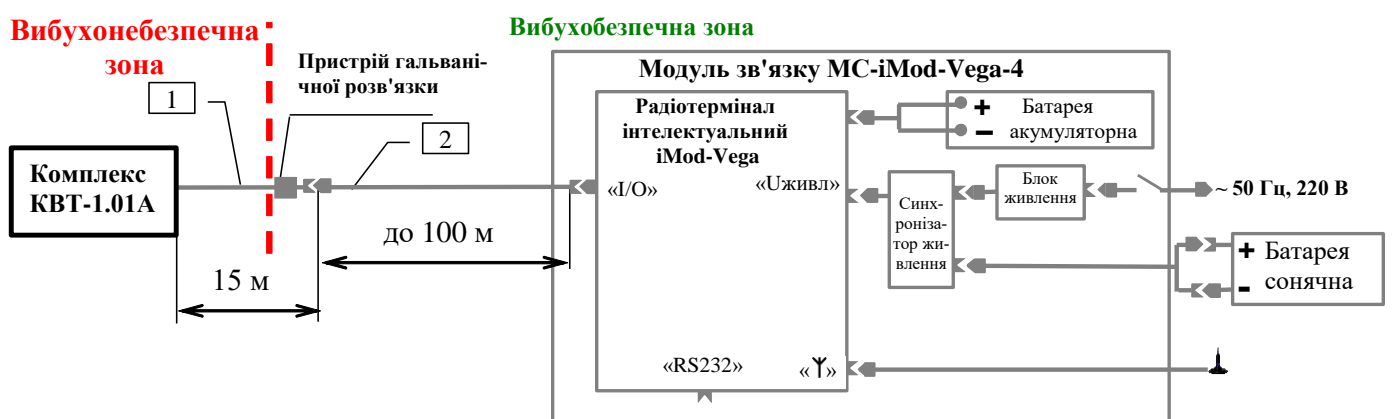 Вибухонебезпечна
зона
Вибухобезпечна зона
Пристрій гальвані-
чної розв'язки
Модуль зв'язку МС-iMod-Vega-4
1
2
Радіотермінал
інтелектуальний
iMod-Vega
+ Батарея
– акумуляторна
Комплекс
КВТ-1.01А
«I/O»
«Uживл»
Блок
живлення
~ 50 Гц, 220 В
Синх-
роніза-
тор жи-
влення
до 100 м
15 м
+ Батарея
- сонячна
«RS232»
«Y»